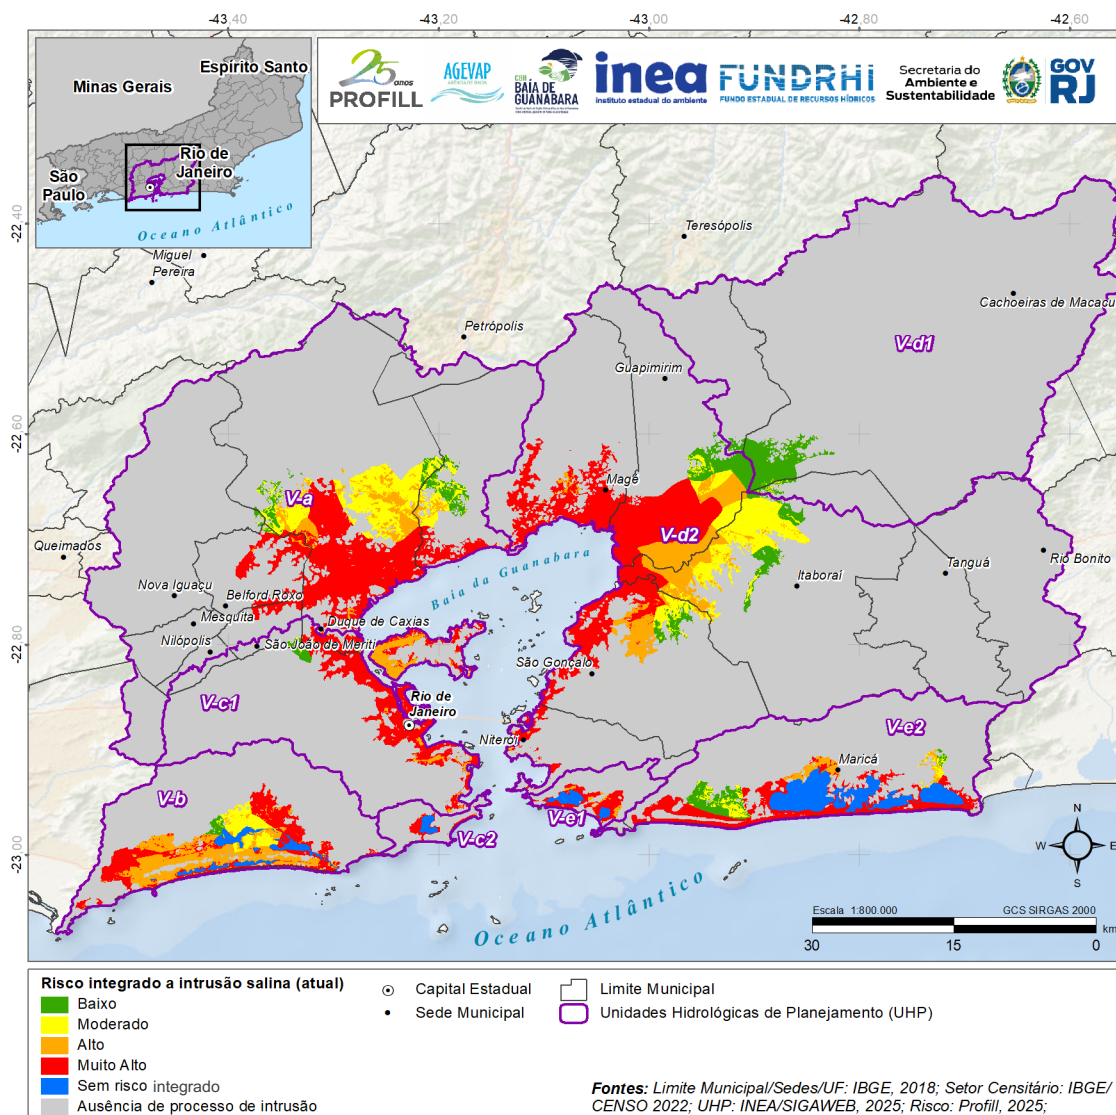 -43,40
-43,20
-43,00
-42,80
-42,60
-22,40
-22,60
-22,80
-23,00
Espírito Santo
Minas Gerais
Rio de
Janeiro
São
Paulo
Oceano Atlântico
25
anos
PROFILL
AGEVAP
CBH
BAÍA DE
GUANABARA
inea
instituto estadual do ambiente
FUNDRHI
FUNDO ESTADUAL DE RECURSOS HÍDRICOS
Secretaria do
Ambiente e
Sustentabilidade
GOV
RJ
Miguel
Pereira
Teresópolis
Cachoeiras de Macacu
Petrópolis
V-d1
Guapimirim
Magé
V-a
V-d2
Queimados
Baía da Guanabara
Rio Bonito
Tanguá
Itaboraí
Nova Iguaçu
Belford Roxo
Mesquita
Duque de Caxias
Nilópolis
São João de Meriti
São Gonçalo
V-c1
Rio de
Janeiro
Niterói
V-e2
Maricá
V-b
V-e1
V-c2
Oceano Atlântico
N
W
E
S
Escala 1:800.000
GCS SIRGAS 2000
km
30
15
0
Risco integrado a intrusão salina (atual)
Baixo
Moderado
Alto
Muito Alto
Sem risco integrado
Ausência de processo de intrusão
Capital Estadual
Sede Municipal
Limite Municipal
Unidades Hidrológicas de Planejamento (UHP)
Fontes: Limite Municipal/Sedes/UF: IBGE, 2018; Setor Censitário: IBGE/
CENSO 2022; UHP: INEA/SIGAWEB, 2025; Risco: Profill, 2025;